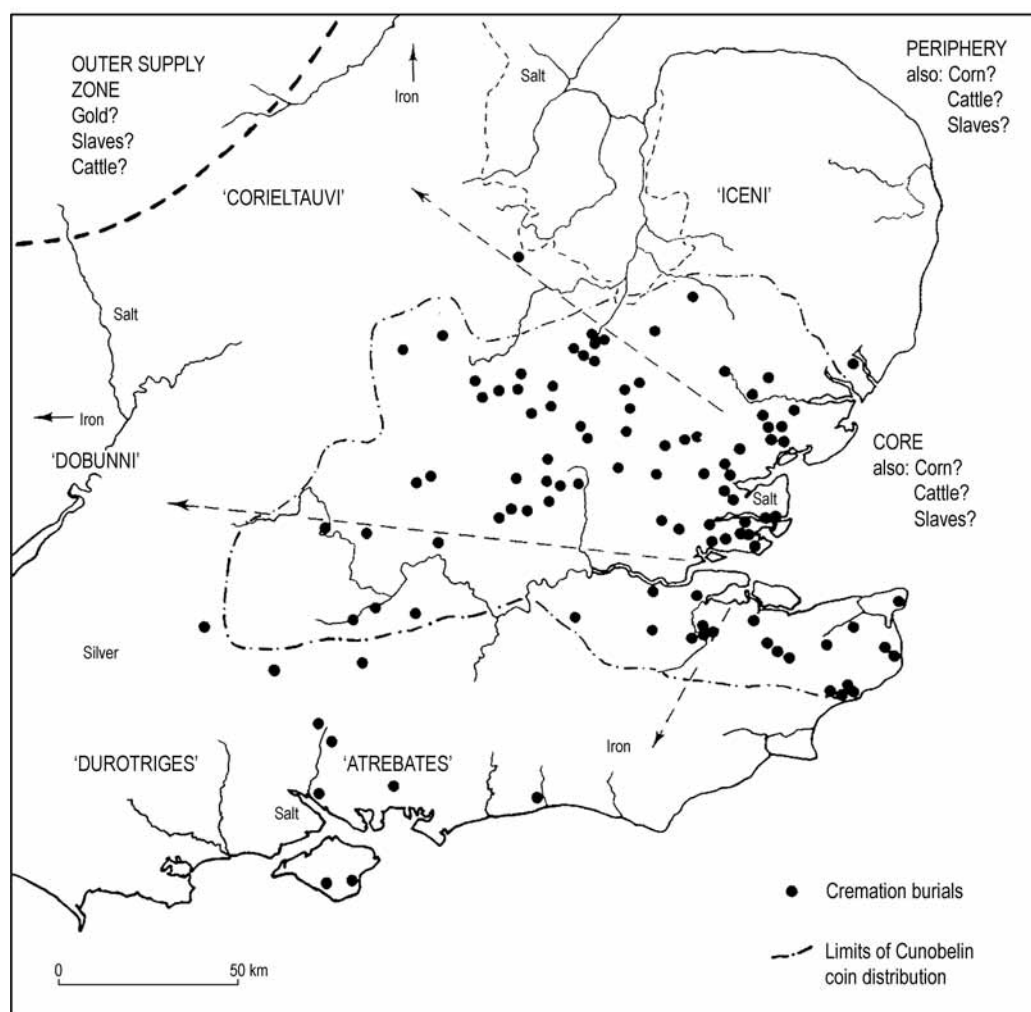 OUTER SUPPLY
ZONE
Gold?
Slaves?
Cattle?
Iron
Salt
PERIPHERY
also: Corn?
Cattle?
Slaves?
'CORIELTAUVI'
'ICENI'
Salt
Iron
'DOBUNNI'
CORE
also: Corn?
Cattle?
Slaves?
Salt
Silver
Iron
'DUROTRIGES'
'ATREBATES'
Salt
Cremation burials
Limits of Cunobelin
coin distribution
0 50 km